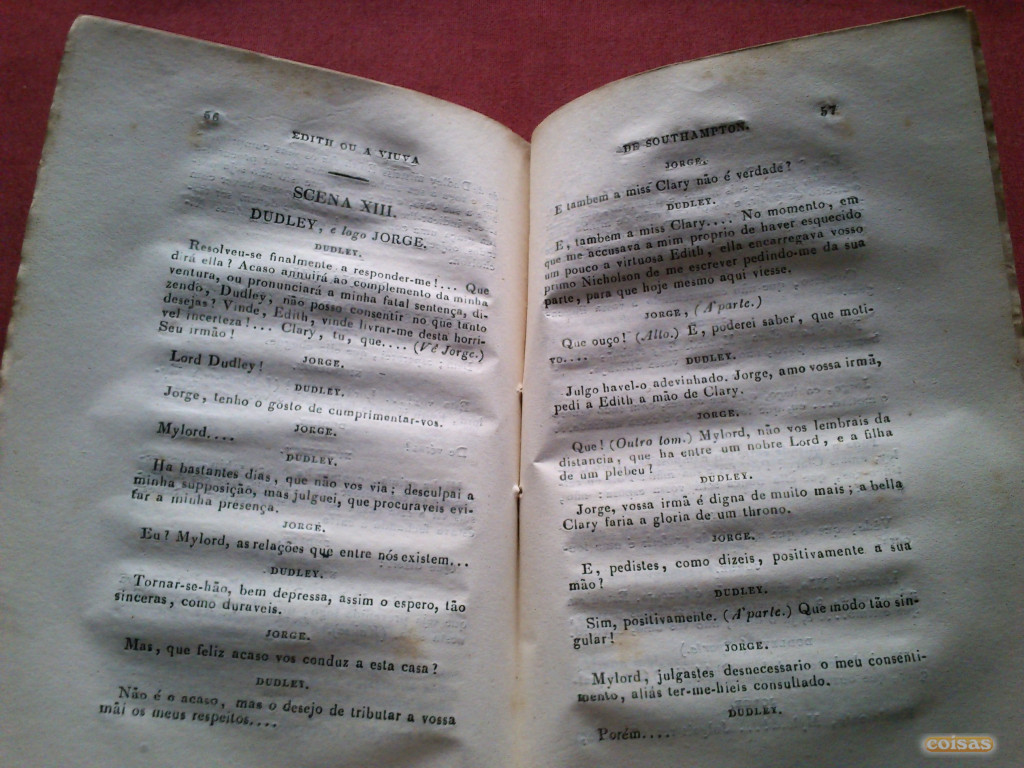 56
EDITH OU A VIUVA
SCENA XIII.
DUDLEY, e logo JORGE.
DUDLEY.
Resolveu-se finalmente a responder-me!... Que
dirá ella? Acaso annuirá ao complemento da minha
ventura, ou pronunciará a minha fatal sentença, di-
zendo, Dudley, não posso consentir no que tanto
desejas? Vinde, Edith, vinde livrar-me desta horri-
vel incerteza!... Clary, tu, que.... (Vê Jorge.)
Seu irmão!
JORGE.
Lord Dudley!
DUDLEY.
Jorge, tenho o gosto de cumprimentar-vos.
JORGE.
Mylord....
DUDLEY.
Ha bastantes dias, que não vos via; desculpai a
minha supposição, mas julguei, que procuraveis evi-
tar a minha presença.
JORGE.
Eu? Mylord, as relações que entre nós existem...
DUDLEY.
Tornar-se-hão, bem depressa, assim o espero, tão
sinceras, como duraveis.
JORGE.
Mas, que feliz acaso vos conduz a esta casa?
DUDLEY.
Não é o acaso, mas o desejo de tributar a vossa
mãi os meus respeitos....
57
DE SOUTHAMPTON.
JORGE.
E tambem a miss Clary não é verdade?
DUDLEY.
E, tambem a miss Clary.... No momento, em
que me accusava a mim proprio de haver esquecido
um pouco a virtuosa Edith, ella encarregava vosso
primo Nicholson de me escrever pedindo-me da sua
parte, para que hoje mesmo aqui viesse.
JORGE, (A' parte.)
Que ouço! (Alto.) E, poderei saber, que moti-
vo....
DUDLEY.
Julgo havel-o adevinhado. Jorge, amo vossa irmã,
pedi a Edith a mão de Clary.
JORGE.
Que! (Outro tom.) Mylord, não vos lembrais da
distancia, que ha entre um nobre Lord, e a filha
de um plebeu?
DUDLEY.
Jorge, vossa irmã é digna de muito mais; a bella
Clary faria a gloria de um throno.
JORGE.
E, pedistes, como dizeis, positivamente a sua
mão?
DUDLEY.
Sim, positivamente. (A' parte.) Que modo tão sin-
gular!
JORGE.
Mylord, julgastes desnecessario o meu consenti-
mento, aliás ter-me-hieis consultado.
DUDLEY.
Porém....
coisas